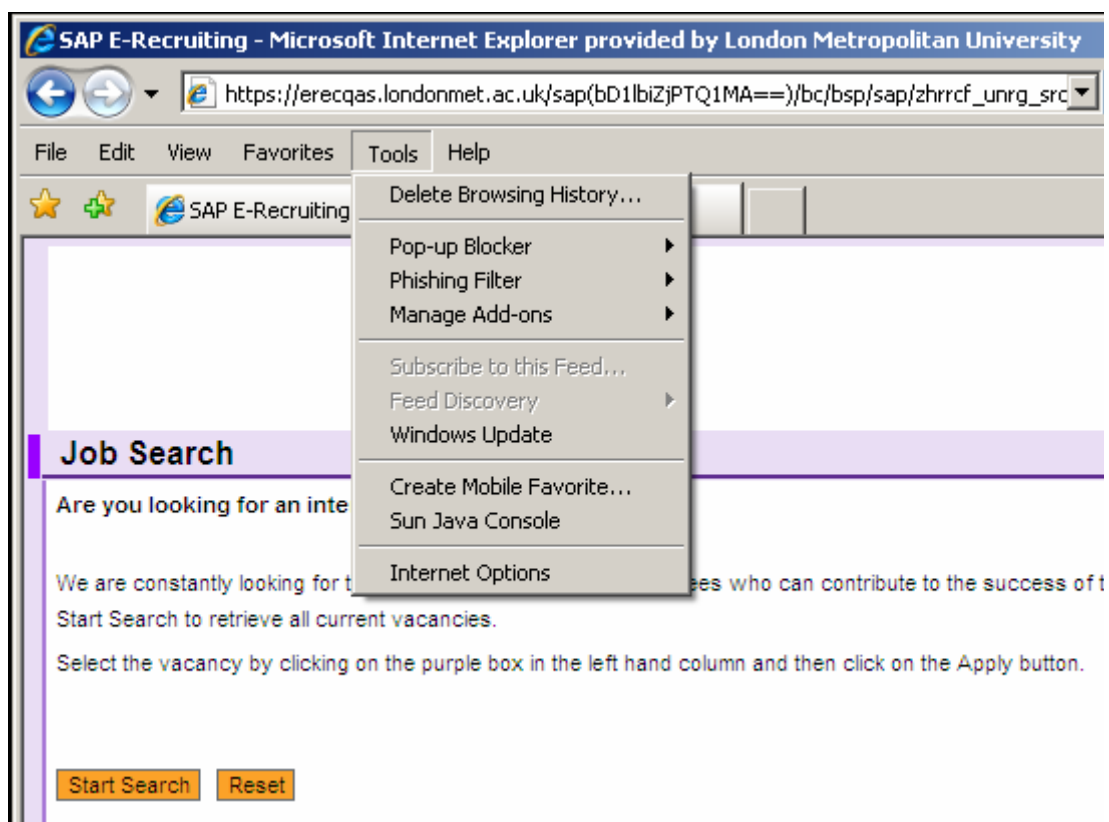 SAP E-Recruiting - Microsoft Internet Explorer provided by London Metropolitan University
https://erecqas.londonmet.ac.uk/sap(bD1lbiZjPTQ1MA==)/bc/bsp/sap/zhrrcf_unrg_src
File Edit View Favorites Tools Help
SAP E-Recruiting
Delete Browsing History...
Pop-up Blocker
Phishing Filter
Manage Add-ons
Subscribe to this Feed...
Feed Discovery
Windows Update
Create Mobile Favorite...
Sun Java Console
Internet Options
Job Search
Are you looking for an inte
We are constantly looking for t ees who can contribute to the success of t
Start Search to retrieve all current vacancies.
Select the vacancy by clicking on the purple box in the left hand column and then click on the Apply button.
Start Search Reset